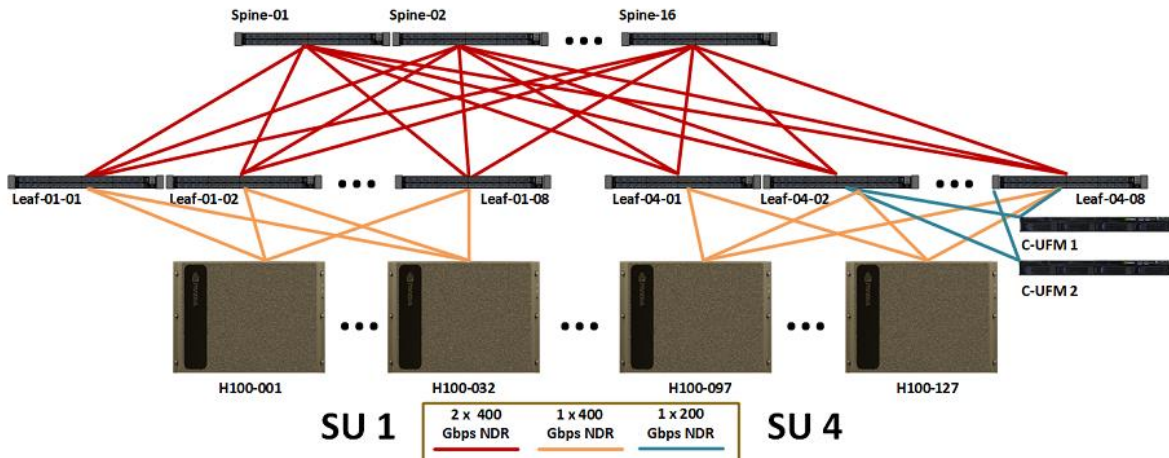 Spine-01
Spine-02
Spine-16
Leaf-01-01
Leaf-01-02
Leaf-01-08
Leaf-04-01
Leaf-04-02
Leaf-04-08
C-UFM 1
C-UFM 2
H100-001
H100-032
H100-097
H100-127
SU 1
2 x 400
Gbps NDR
1 x 400
Gbps NDR
1 x 200
Gbps NDR
SU 4